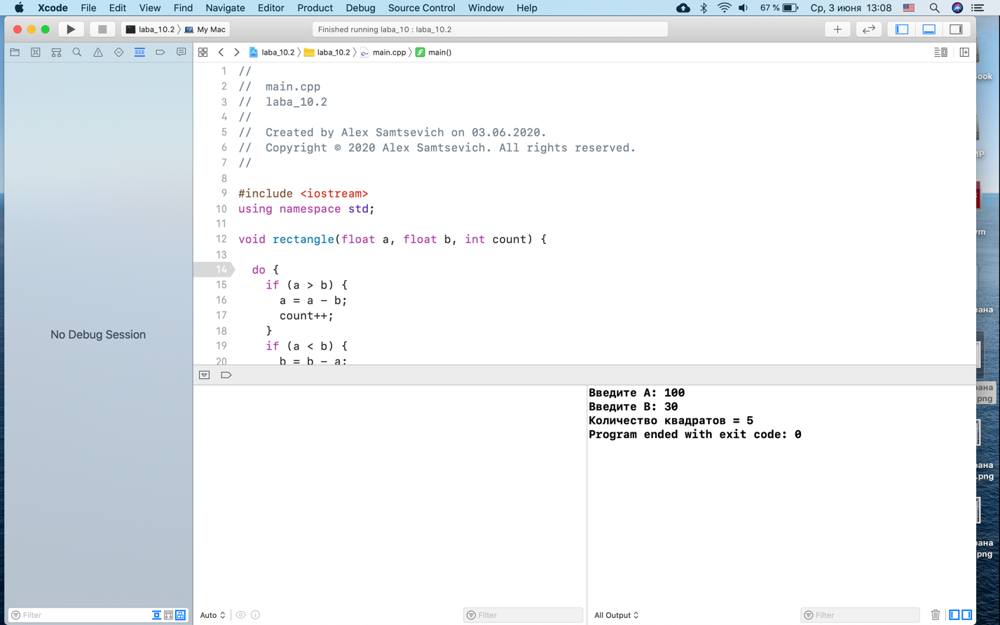 Xcode File Edit View Find Navigate Editor Product Debug Source Control Window Help 67 % Ср, 3 июня 13:08
laba_10.2 My Mac Finished running laba_10 : laba_10.2
laba_10.2 laba_10.2 main.cpp main()
1 //
2 // main.cpp
3 // laba_10.2
4 //
5 // Created by Alex Samtsevich on 03.06.2020.
6 // Copyright © 2020 Alex Samtsevich. All rights reserved.
7 //
8
9 #include <iostream>
10 using namespace std;
11
12 void rectangle(float a, float b, int count) {
13
14 do {
15 if (a > b) {
16 a = a - b;
17 count++;
18 }
19 if (a < b) {
20 b = b - a;
No Debug Session
Введите A: 100
Введите B: 30
Количество квадратов = 5
Program ended with exit code: 0
Filter Auto Filter All Output Filter
ook
рана
рана
png
рана
.png
рана
png